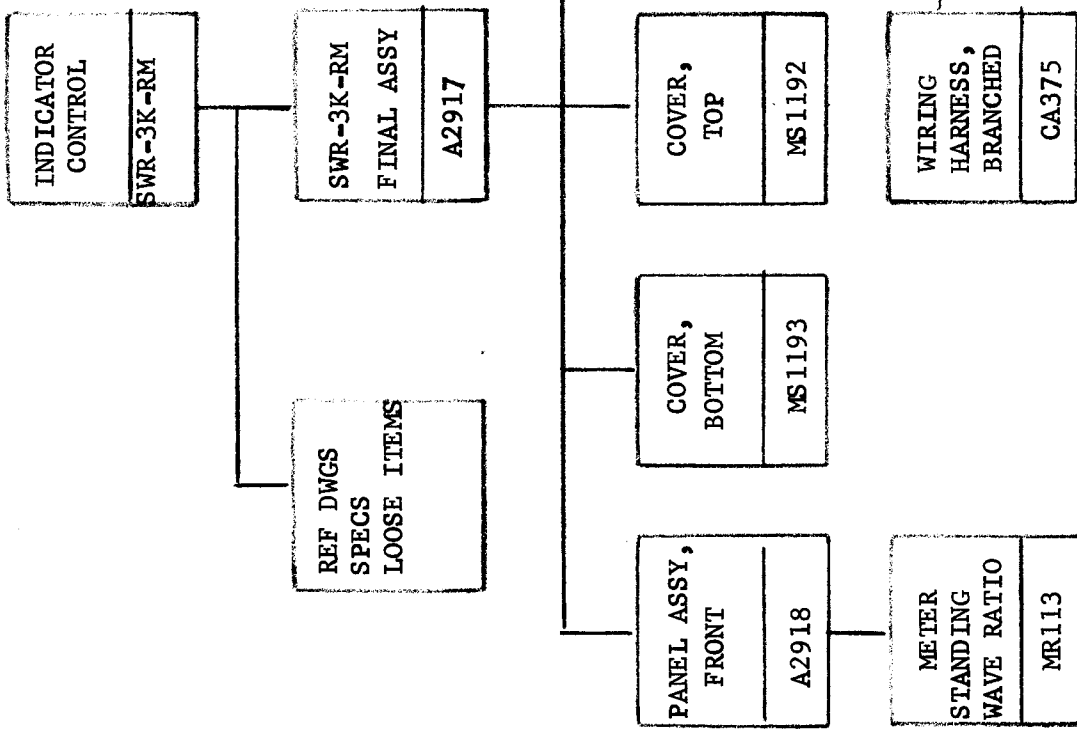 INDICATOR
CONTROL
SWR-3K-RM
REF DWGS
SPECS
LOOSE ITEMS
SWR-3K-RM
FINAL ASSY
A2917
PANEL ASSY,
FRONT
A2918
COVER,
BOTTOM
MS1193
COVER,
TOP
MS1192
METER
STANDING
WAVE RATIO
MR113
WIRING
HARNESS,
BRANCHED
CA375